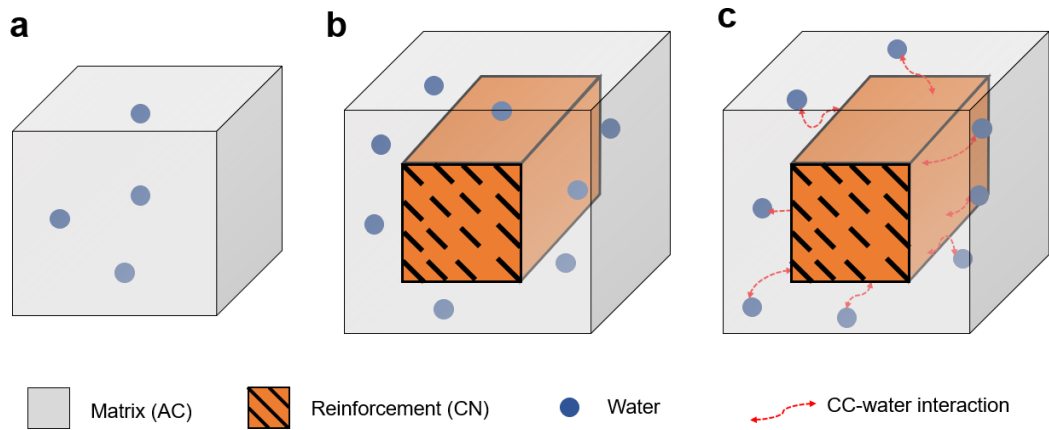 a
b
c
Matrix (AC)
Reinforcement (CN)
Water
CC-water interaction